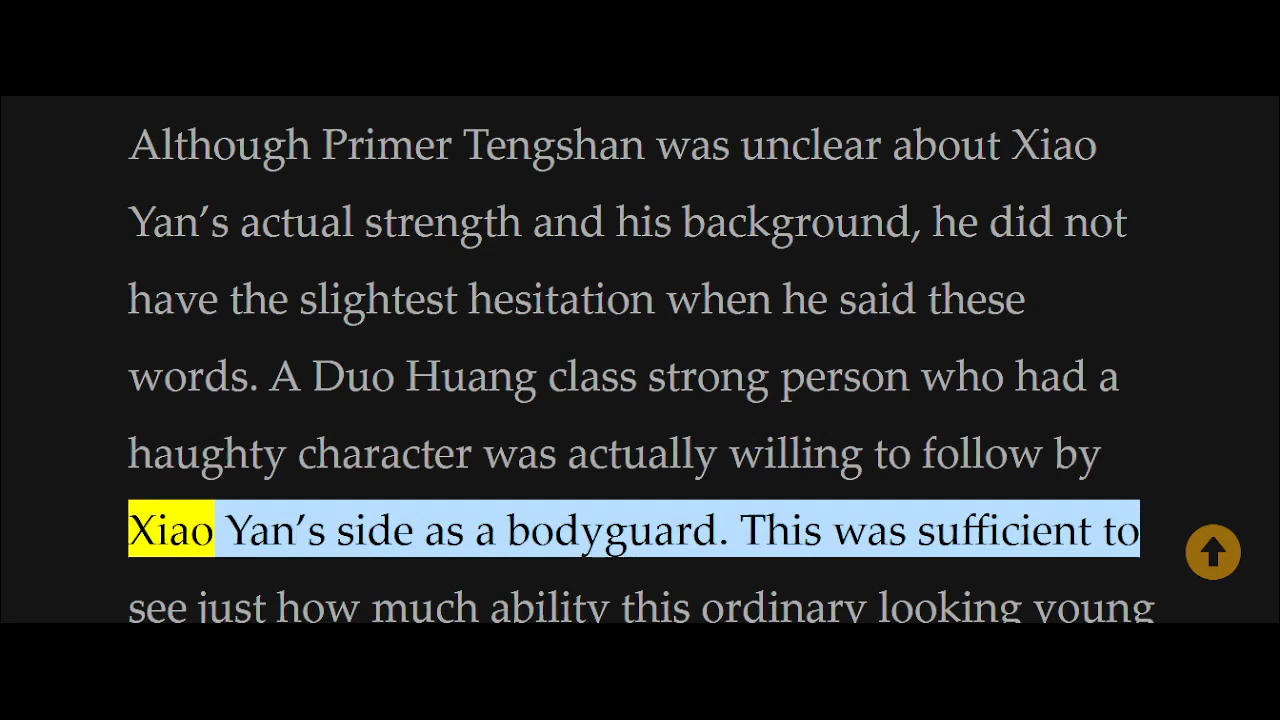 Although Primer Tengshan was unclear about Xiao
Yan’s actual strength and his background, he did not
have the slightest hesitation when he said these
words. A Duo Huang class strong person who had a
haughty character was actually willing to follow by
Xiao Yan’s side as a bodyguard. This was sufficient to
see just how much ability this ordinary looking young